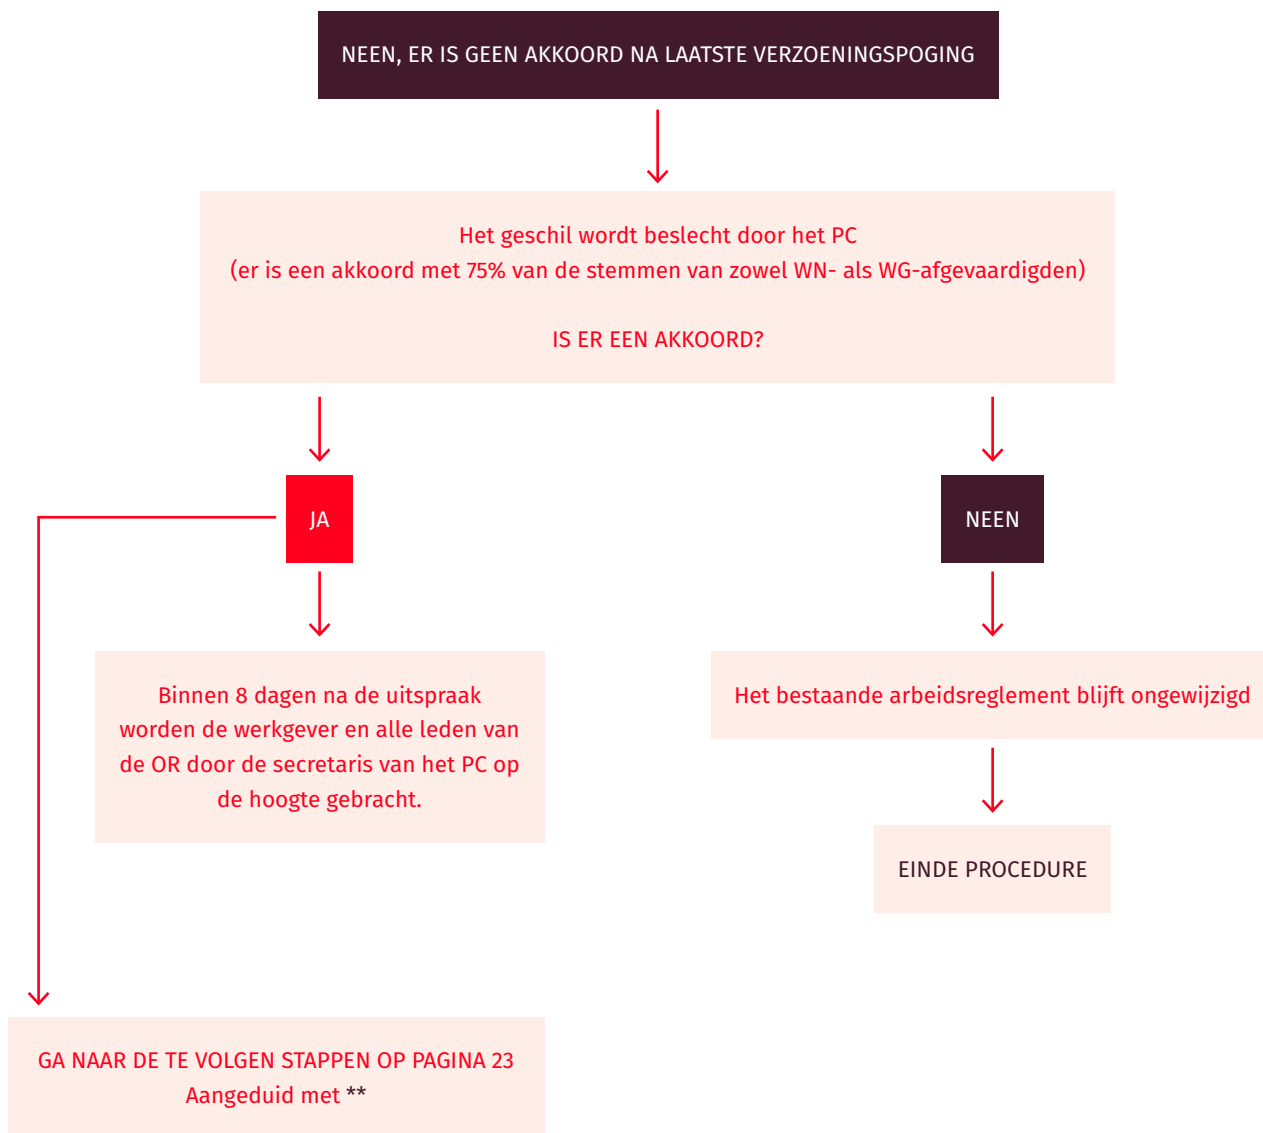 NEEN, ER IS GEEN AKKOORD NA LAATSTE VERZOENINGSPOGING
Het geschil wordt beslecht door het PC
(er is een akkoord met 75% van de stemmen van zowel WN- als WG-afgevaardigden)
IS ER EEN AKKOORD?
JA
NEEN
Binnen 8 dagen na de uitspraak
worden de werkgever en alle leden van
de OR door de secretaris van het PC op
de hoogte gebracht.
Het bestaande arbeidsreglement blijft ongewijzigd
EINDE PROCEDURE
GA NAAR DE TE VOLGEN STAPPEN OP PAGINA 23
Aangeduid met **